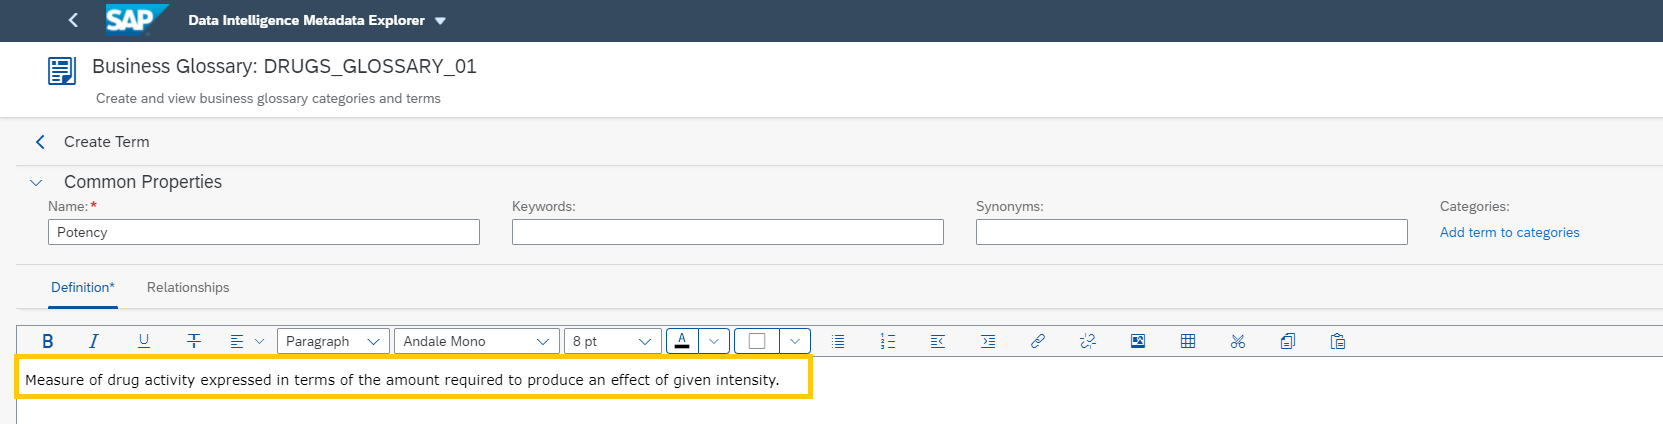 SAP Data Intelligence Metadata Explorer
Business Glossary: DRUGS_GLOSSARY_01
Create and view business glossary categories and terms
Create Term
Common Properties
Name:* Keywords: Synonyms: Categories:
Potency Add term to categories
Definition* Relationships
B I U T Paragraph Andale Mono 8 pt A
Measure of drug activity expressed in terms of the amount required to produce an effect of given intensity.